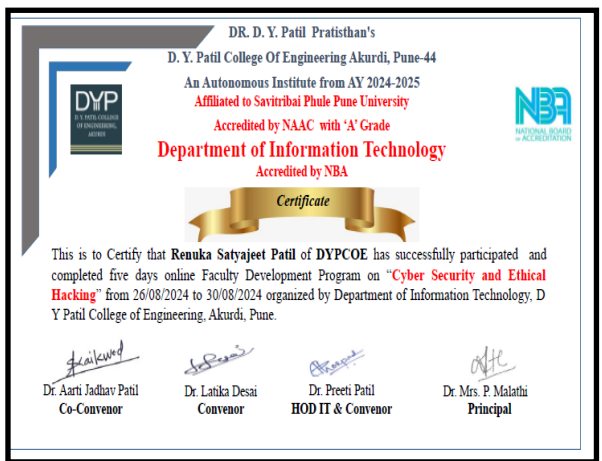 DR. D. Y. Patil Pratisthan's
D. Y. Patil College Of Engineering Akurdi, Pune-44
An Autonomous Institute from AY 2024-2025
Affiliated to Savitribai Phule Pune University
Accredited by NAAC with ‘A’ Grade
Department of Information Technology
Accredited by NBA
DYP
D. Y. PATIL COLLEGE
OF ENGINEERING,
AKURDI
NBA
NATIONAL BOARD
of ACCREDITATION
Certificate
This is to Certify that Renuka Satyajeet Patil of DYPCOE has successfully participated and
completed five days online Faculty Development Program on “Cyber Security and Ethical
Hacking” from 26/08/2024 to 30/08/2024 organized by Department of Information Technology, D
Y Patil College of Engineering, Akurdi, Pune.
Dr. Aarti Jadhav Patil
Co-Convenor
Dr. Latika Desai
Convenor
Dr. Preeti Patil
HOD IT & Convenor
Dr. Mrs. P. Malathi
Principal